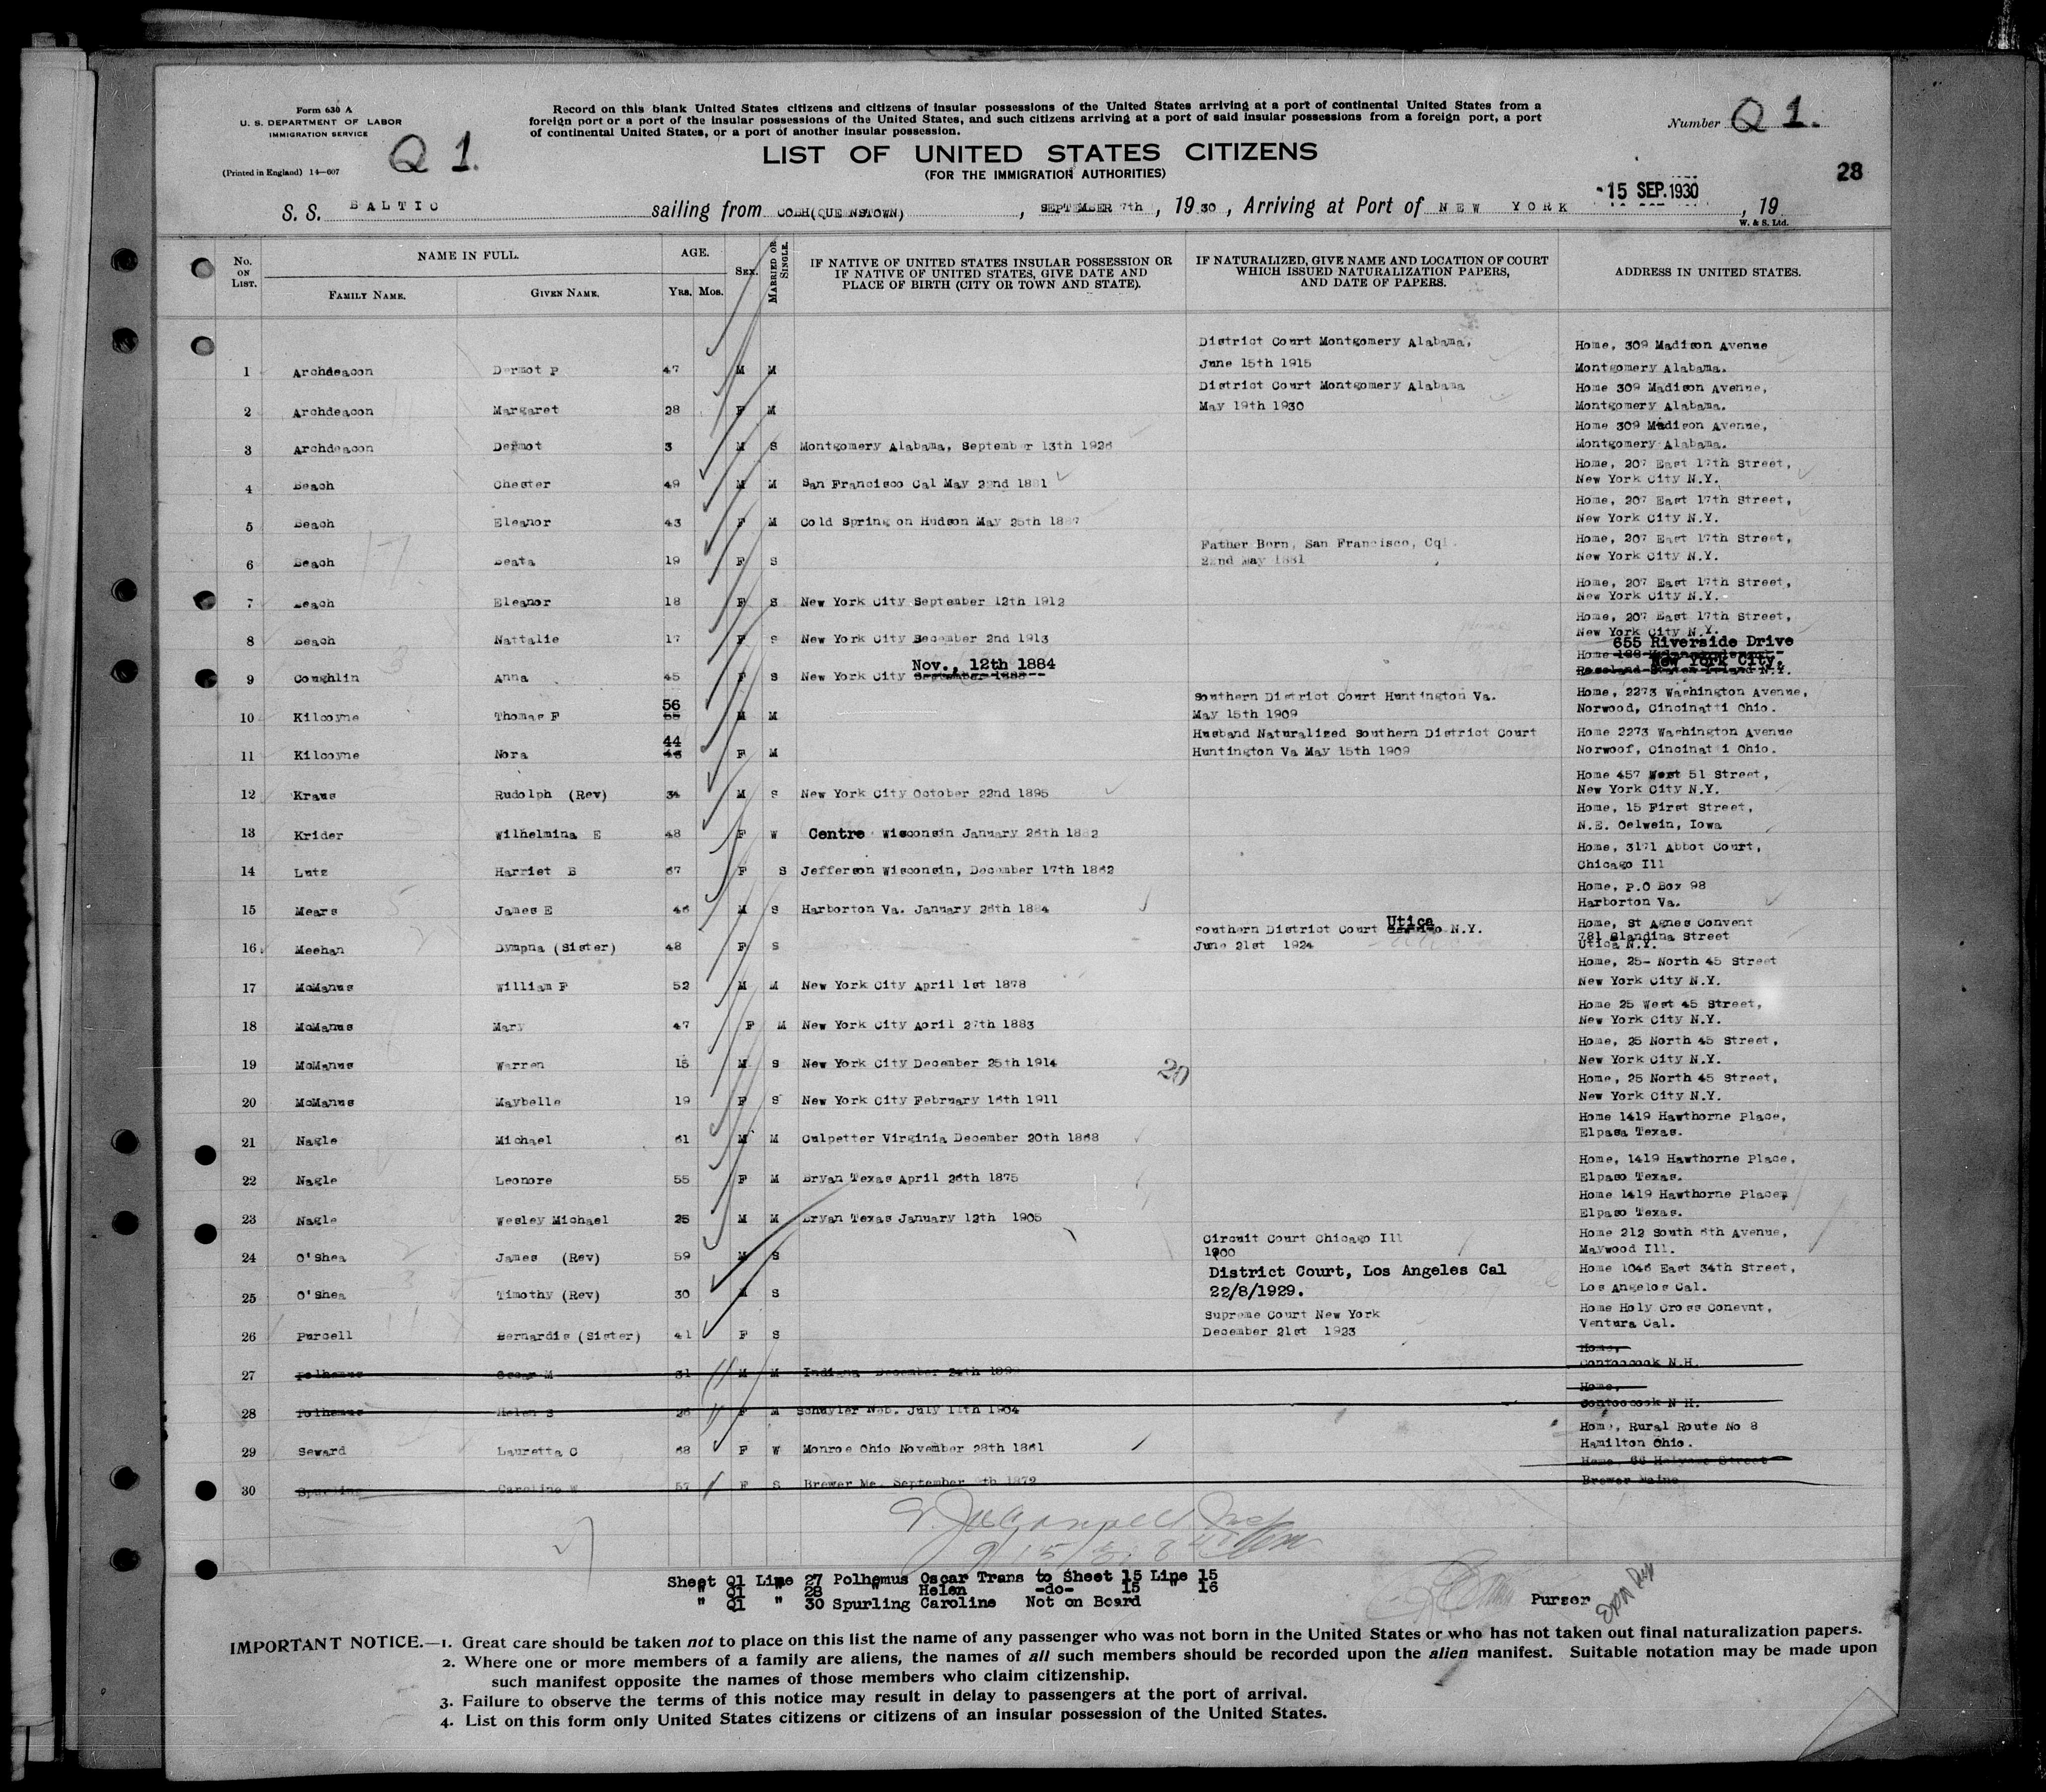 Form 630 A
U. S. DEPARTMENT OF LABOR
IMMIGRATION SERVICE
(Printed in England) 14—607
Q 1.
Record on this blank United States citizens and citizens of insular possessions of the United States arriving at a port of continental United States from a
foreign port or a port of the insular possessions of the United States, and such citizens arriving at a port of said insular possessions from a foreign port, a port
of continental United States, or a port of another insular possession.
Number Q 1.
LIST OF UNITED STATES CITIZENS
(FOR THE IMMIGRATION AUTHORITIES)
28
S. S. BALTIC sailing from COBH(QUEENSTOWN), SEPTEMBER 7th, 19 30, Arriving at Port of NEW YORK 15 SEP. 1930, 19
W. & S. Ltd.
No. ON LIST. NAME IN FULL. FAMILY NAME. GIVEN NAME. AGE. Yrs. Mos. SEX. MARRIED OR SINGLE. IF NATIVE OF UNITED STATES INSULAR POSSESSION OR IF NATIVE OF UNITED STATES, GIVE DATE AND PLACE OF BIRTH (CITY OR TOWN AND STATE). IF NATURALIZED, GIVE NAME AND LOCATION OF COURT WHICH ISSUED NATURALIZATION PAPERS, AND DATE OF PAPERS. ADDRESS IN UNITED STATES.
1 Archdeacon Dermot P 47 M M District Court Montgomery Alabama, June 15th 1915 Home, 309 Madison Avenue Montgomery Alabama.
2 Archdeacon Margaret 28 F M District Court Montgomery Alabama May 19th 1930 Home 309 Madison Avenue, Montgomery Alabama.
3 Archdeacon Dermot 3 M S Montgomery Alabama, September 13th 1926 Home 309 Madison Avenue, Montgomery Alabama.
4 Beach Chester 49 M M San Francisco Cal May 22nd 1881 Home, 207 East 17th Street, New York City N.Y.
5 Beach Eleanor 43 F M Cold Spring on Hudson May 25th 1887 Home, 207 East 17th Street, New York City N.Y.
6 Beach Beata 19 F S Father Born, San Francisco, Cql. 22nd May 1881 Home, 207 East 17th Street, New York City N.Y.
7 Beach Eleanor 18 F S New York City September 12th 1912 Home, 207 East 17th Street, New York City N.Y.
8 Beach Nattalie 17 F S New York City December 2nd 1913 Home, 207 East 17th Street, New York City N.Y.
9 Coughlin Anna 45 F S New York City Nov., 12th 1884 655 Riverside Drive New York City.
10 Kilcoyne Thomas F 56 M M Southern District Court Huntington Va. May 15th 1909 Home, 2273 Washington Avenue, Norwood, Cincinatti Ohio.
11 Kilcoyne Nora 44 F M Husband Naturalized Southern District Court Huntington Va May 15th 1909 Home 2273 Washington Avenue Norwoof, Cincinatti Ohio.
12 Kraus Rudolph (Rev) 34 M S New York City October 22nd 1895 Home 457 West 51 Street, New York City N.Y.
13 Krider Wilhelmina E 48 F W Centre Wisconsin January 26th 1882 Home, 15 First Street, N.E. Oelwein, Iowa
14 Lutz Harriet B 67 F S Jefferson Wisconsin, December 17th 1862 Home, 3171 Abbot Court, Chicago Ill
15 Mears James E 46 M S Harborton Va. January 26th 1884 Home, P.O Box 98 Harborton Va.
16 Meehan Dympna (Sister) 48 F S Southern District Court Utica N.Y. June 21st 1924 Home, St Agnes Convent 781 Blandina Street Utica N.Y.
17 McManus William F 52 M M New York City April 1st 1878 Home, 25- North 45 Street New York City N.Y.
18 McManus Mary 47 F M New York City April 27th 1883 Home 25 West 45 Street, New York City N.Y.
19 McManus Warren 15 M S New York City December 25th 1914 Home, 25 North 45 Street, New York City N.Y.
20
20 McManus Maybelle 19 F S New York City February 16th 1911 Home, 25 North 45 Street, New York City N.Y.
21 Nagle Michael 61 M M Culpetter Virginia December 20th 1868 Home 1419 Hawthorne Place, Elpasa Texas.
22 Nagle Leonore 55 F M Bryan Texas April 26th 1875 Home, 1419 Hawthorne Place, Elpaso Texas.
23 Nagle Wesley Michael 25 M M Bryan Texas January 12th 1905 Home 1419 Hawthorne Place, Elpaso Texas.
24 O'Shea James (Rev) 59 M S Circuit Court Chicago Ill 1900 Home 212 South 6th Avenue, Maywood Ill.
25 O'Shea Timothy (Rev) 30 M S District Court, Los Angeles Cal 22/8/1929. Home 1046 East 34th Street, Los Angelos Cal.
26 Purcell Bernardis (Sister) 41 F S Supreme Court New York December 21st 1923 Home Holy Cross Conevnt, Ventura Cal.
27 Polhemus Oscar M 31 M M Indiana December 24th Home, Contoocook N.H.
28 Polhemus Helen S 26 F M Schuyler Neb. July 11th 1904 Home, Contoocook N H.
29 Seward Lauretta C 68 F W Monroe Ohio November 28th 1861 Home, Rural Route No 8 Hamilton Ohio.
30 Spurling Caroline W 57 F S Brewer Me. September 9th 1872 Home, 66 Holyoke Street Brewer Maine
Sheet Q1 Line 27 Polhemus Oscar Trans to Sheet 15 Line 15
" Q1 " 28 " Helen -do- 15 " 16
" Q1 " 30 Spurling Caroline Not on Board
Purser
IMPORTANT NOTICE.—1. Great care should be taken not to place on this list the name of any passenger who was not born in the United States or who has not taken out final naturalization papers.
2. Where one or more members of a family are aliens, the names of all such members should be recorded upon the alien manifest. Suitable notation may be made upon
such manifest opposite the names of those members who claim citizenship.
3. Failure to observe the terms of this notice may result in delay to passengers at the port of arrival.
4. List on this form only United States citizens or citizens of an insular possession of the United States.